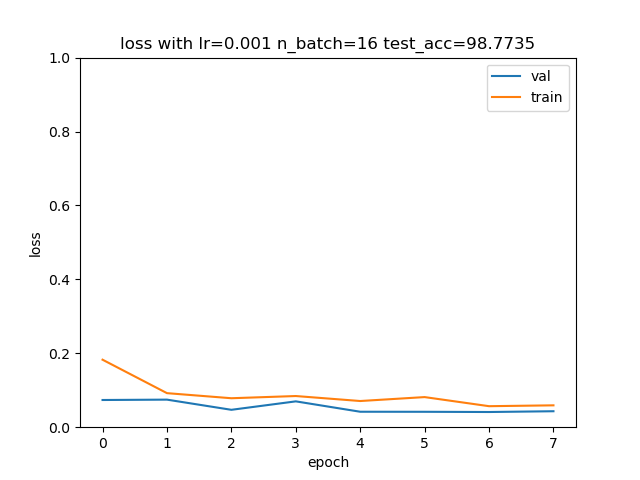 loss with lr=0.001 n_batch=16 test_acc=98.7735
val
train
1.0
0.8
0.6
0.4
0.2
0.0
loss
0 1 2 3 4 5 6 7
epoch